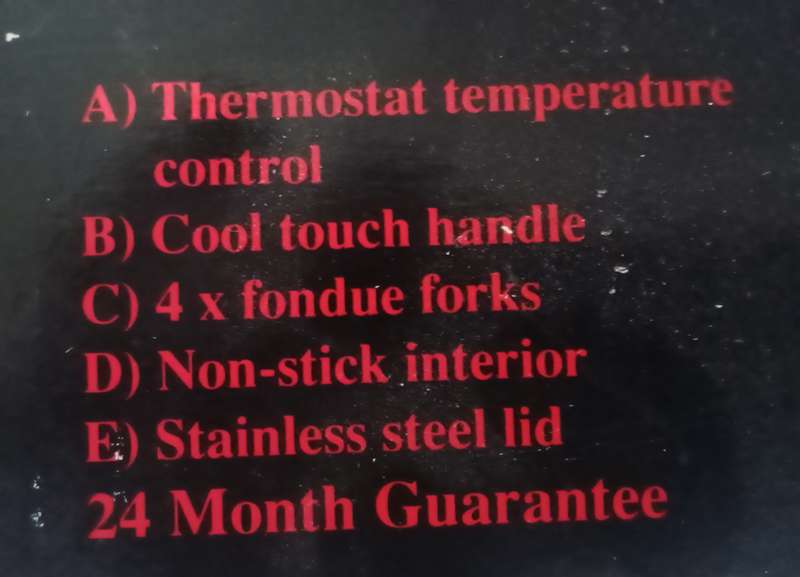 A) Thermostat temperature
control
B) Cool touch handle
C) 4 x fondue forks
D) Non-stick interior
E) Stainless steel lid
24 Month Guarantee